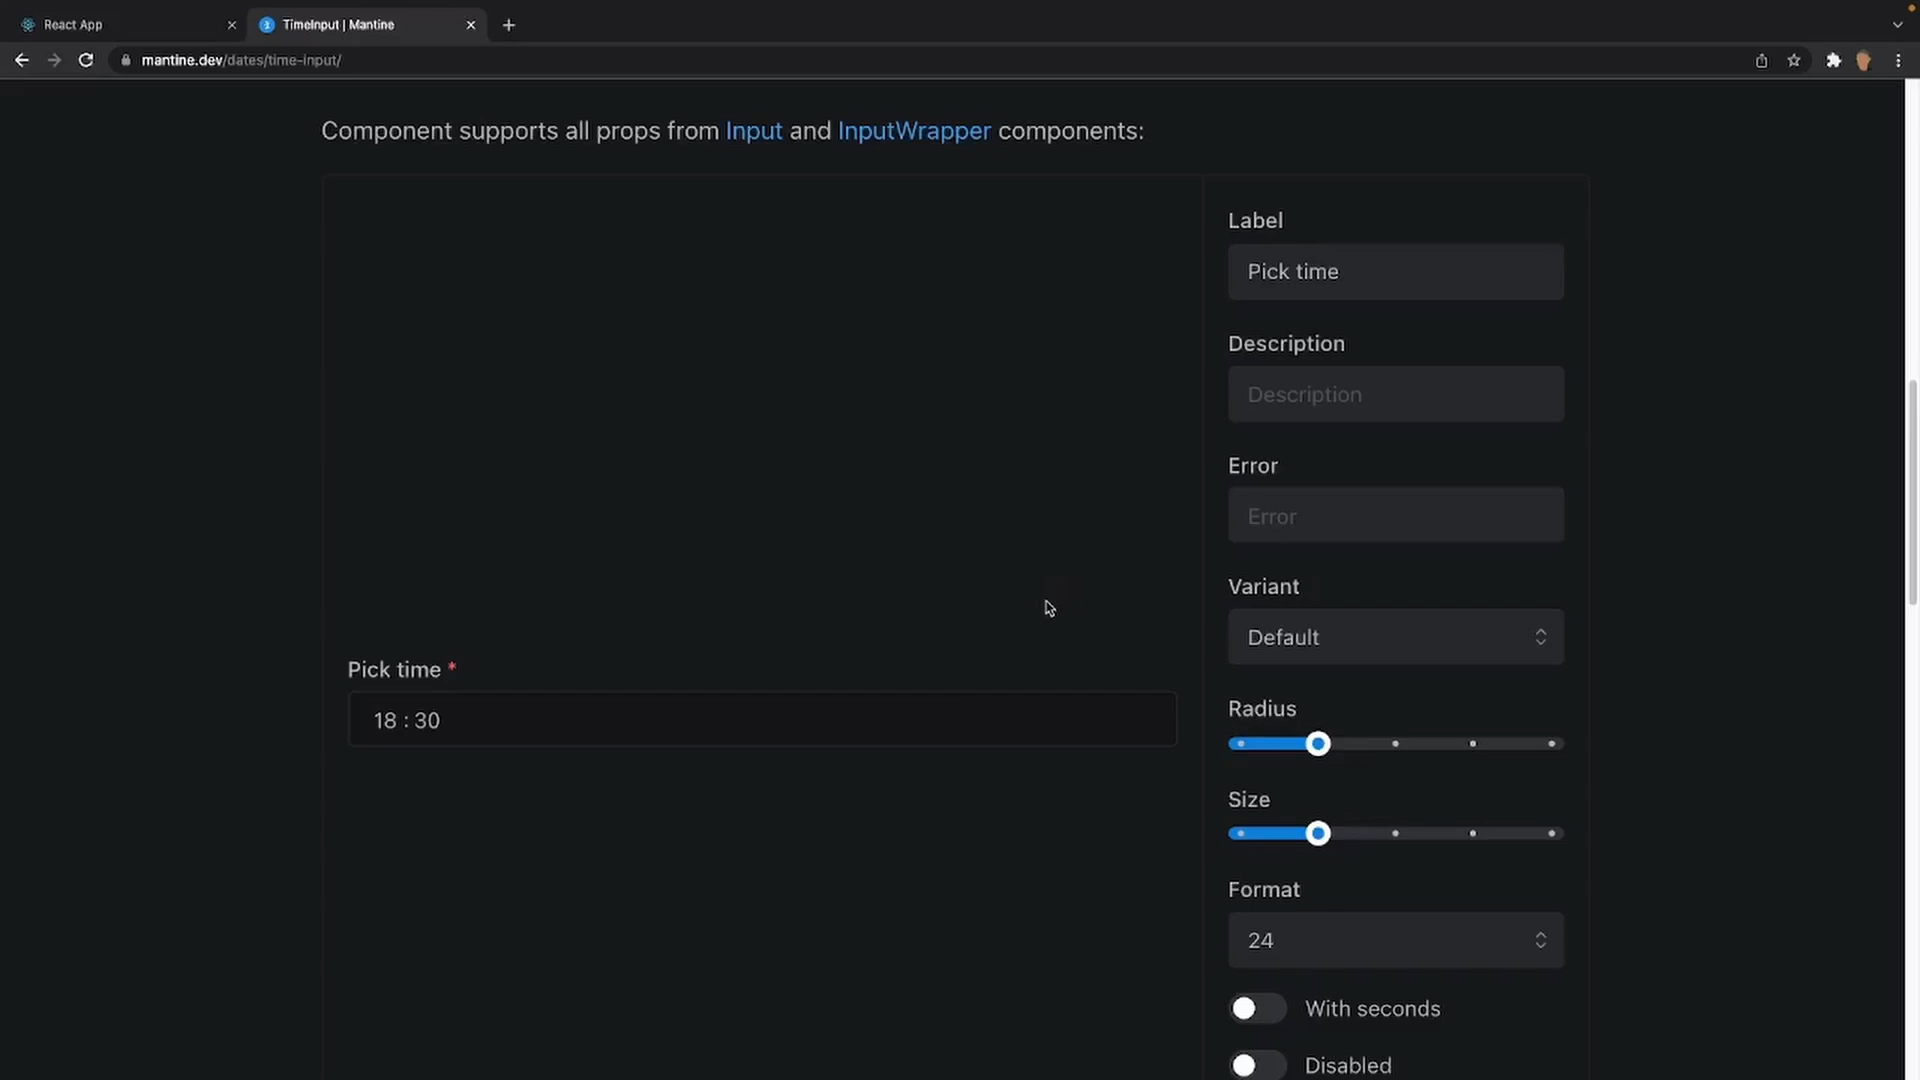 React App
TimeInput | Mantine
mantine.dev/dates/time-input/
Component supports all props from Input and InputWrapper components:
Label
Pick time
Description
Description
Error
Error
Variant
Default
Pick time *
18 : 30
Radius
Size
Format
24
With seconds
Disabled